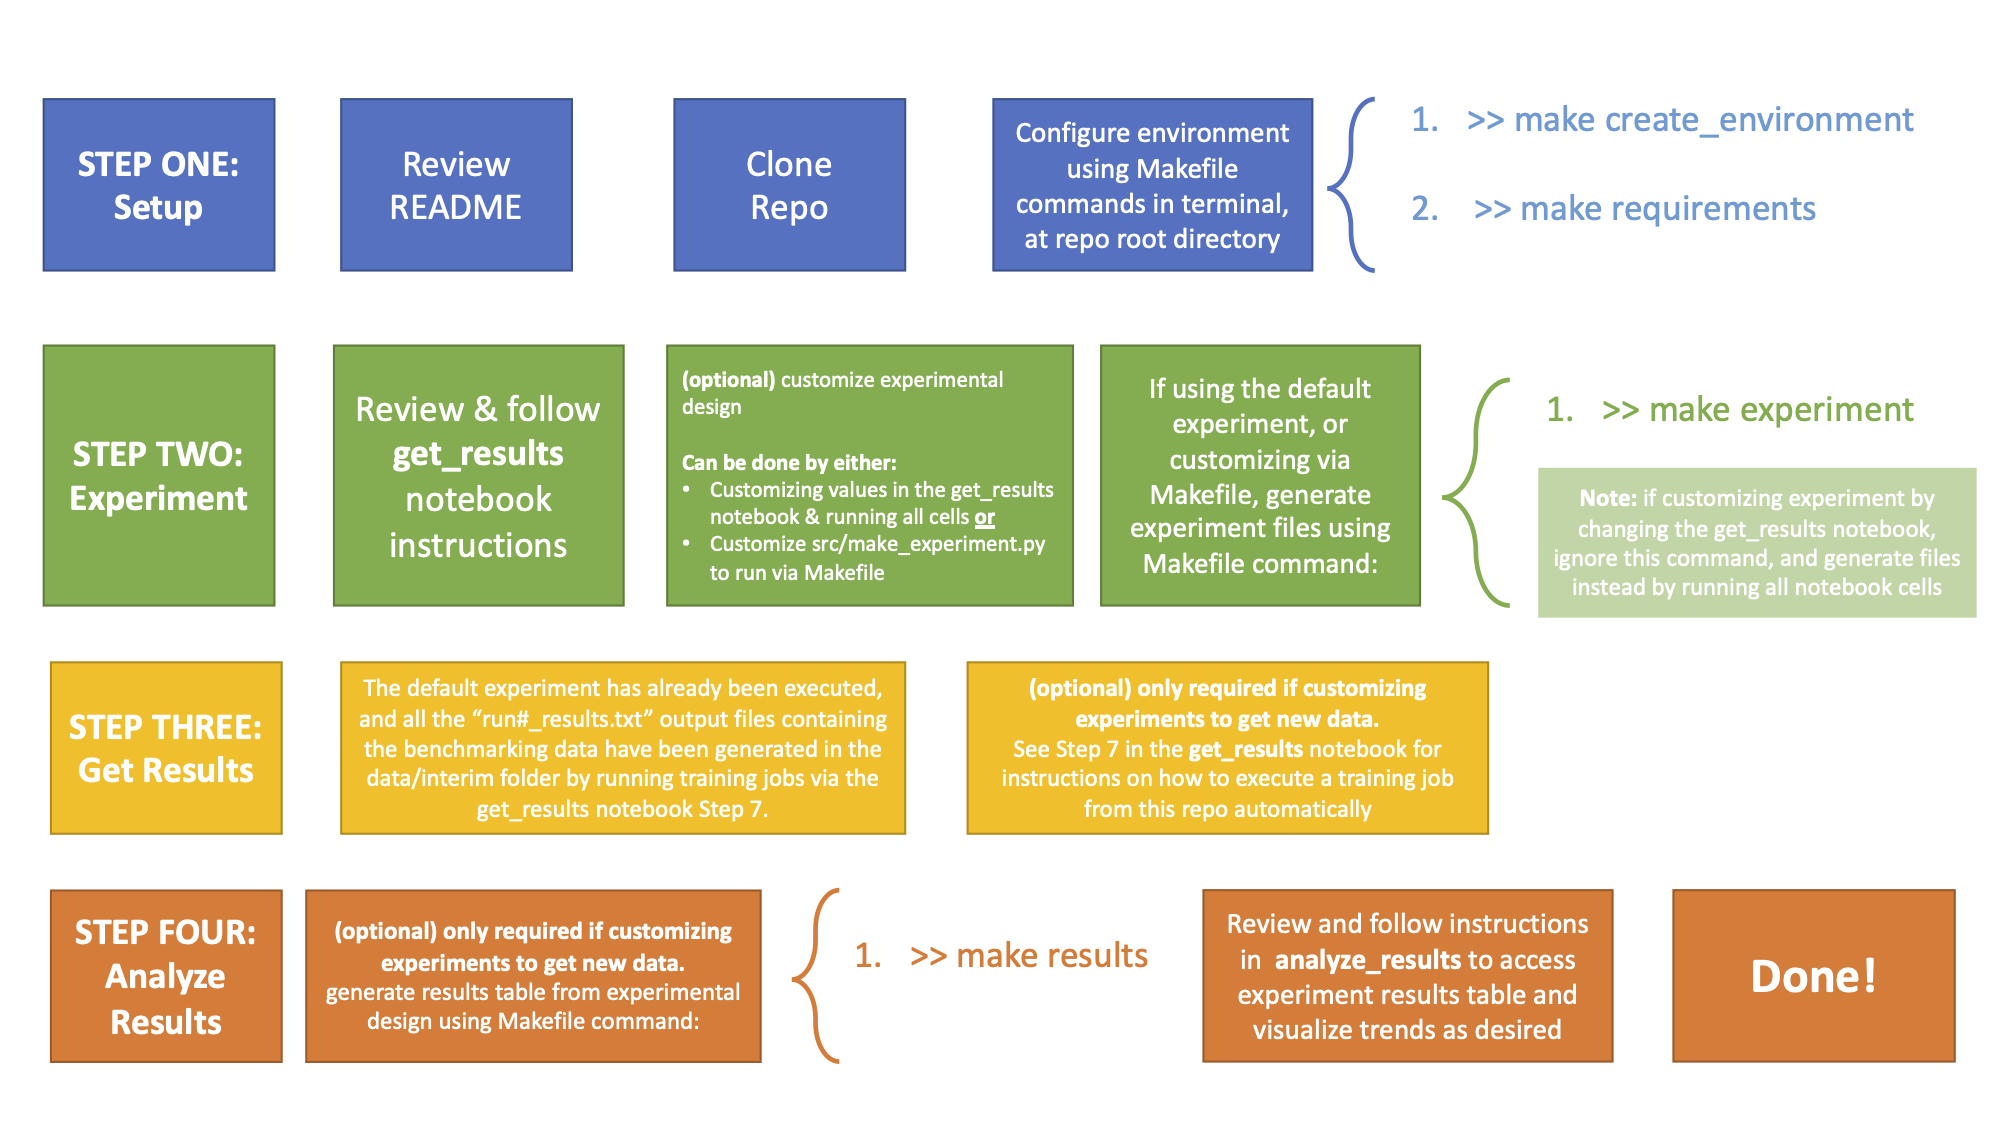 STEP ONE:
Setup
Review
README
Clone
Repo
Configure environment
using Makefile
commands in terminal,
at repo root directory
1. >> make create_environment
2. >> make requirements
STEP TWO:
Experiment
Review & follow
get_results
notebook
instructions
(optional) customize experimental
design
Can be done by either:
• Customizing values in the get_results
notebook & running all cells or
• Customize src/make_experiment.py
to run via Makefile
If using the default
experiment, or
customizing via
Makefile, generate
experiment files using
Makefile command:
1. >> make experiment
Note: if customizing experiment by
changing the get_results notebook,
ignore this command, and generate files
instead by running all notebook cells
STEP THREE:
Get Results
The default experiment has already been executed,
and all the “run#_results.txt” output files containing
the benchmarking data have been generated in the
data/interim folder by running training jobs via the
get_results notebook Step 7.
(optional) only required if customizing
experiments to get new data.
See Step 7 in the get_results notebook for
instructions on how to execute a training job
from this repo automatically
STEP FOUR:
Analyze
Results
(optional) only required if customizing
experiments to get new data.
generate results table from experimental
design using Makefile command:
1. >> make results
Review and follow instructions
in analyze_results to access
experiment results table and
visualize trends as desired
Done!